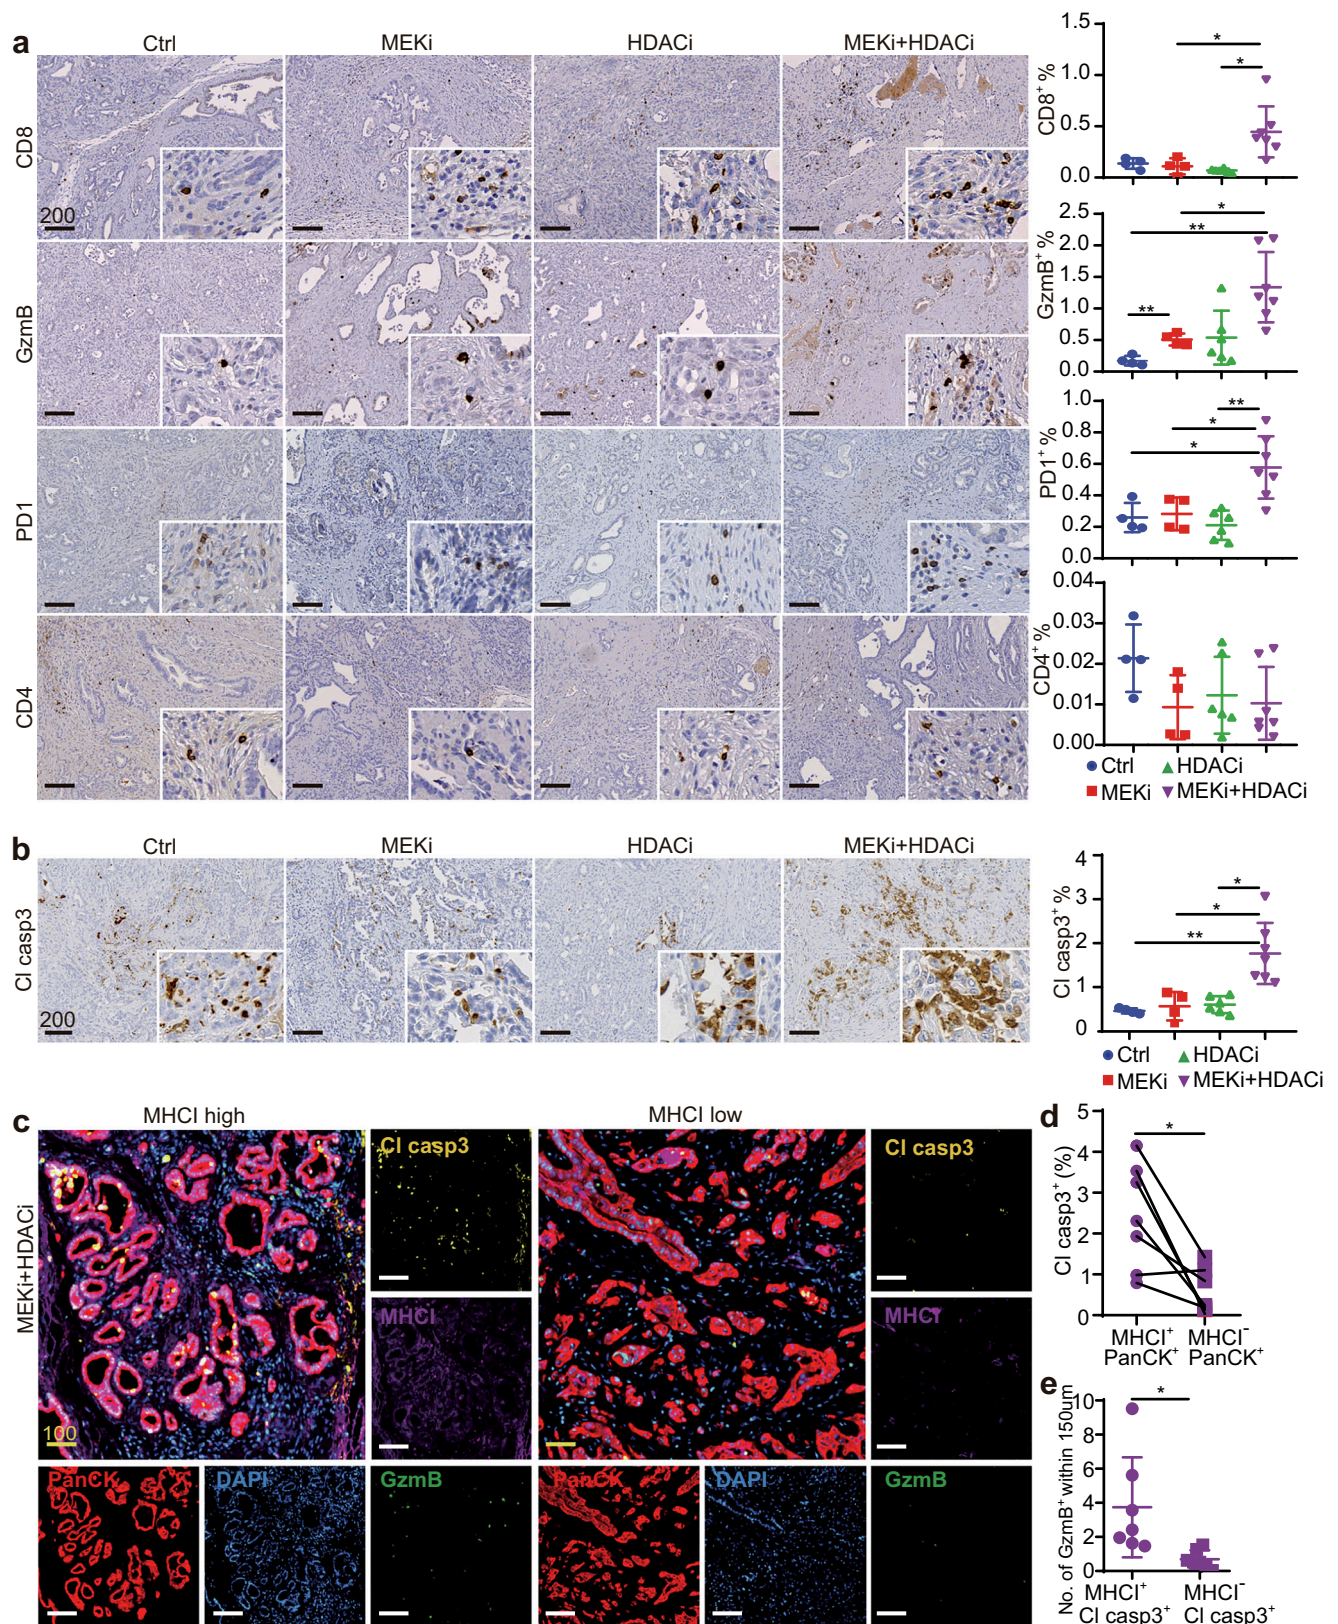 a
Ctrl
MEKi
HDACi
MEKi+HDACi
CD8
200
GzmB
PD1
CD4
1.5
1.0
0.5
0.0
CD8⁺ %
*
*
2.5
2.0
1.5
1.0
0.5
0.0
GzmB⁺ %
*
**
**
1.0
0.8
0.6
0.4
0.2
0.0
PD1⁺ %
**
*
*
0.04
0.03
0.02
0.01
0.00
CD4⁺ %
Ctrl
HDACi
MEKi
MEKi+HDACi
b
Ctrl
MEKi
HDACi
MEKi+HDACi
Cl casp3
200
4
3
2
1
0
Cl casp3⁺ %
*
*
**
Ctrl
HDACi
MEKi
MEKi+HDACi
c
MHCI high
MHCI low
MEKi+HDACi
100
Cl casp3
MHCI
PanCK
DAPI
GzmB
Cl casp3
MHCI
PanCK
DAPI
GzmB
d
5
4
3
2
1
0
Cl casp3⁺ (%)
*
MHCI⁺
PanCK⁺
MHCI⁻
PanCK⁺
e
10
8
6
4
2
0
No. of GzmB⁺ within 150um
*
MHCI⁺
Cl casp3⁺
MHCI⁻
Cl casp3⁺